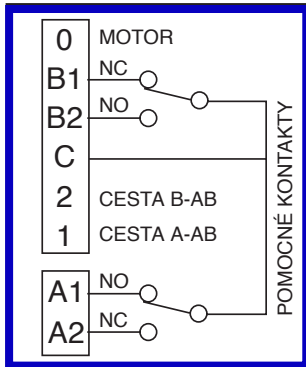 0 MOTOR
B1 NC
B2 NO
C
2 CESTA B-AB
1 CESTA A-AB
A1 NO
A2 NC
POMOCNÉ KONTAKTY